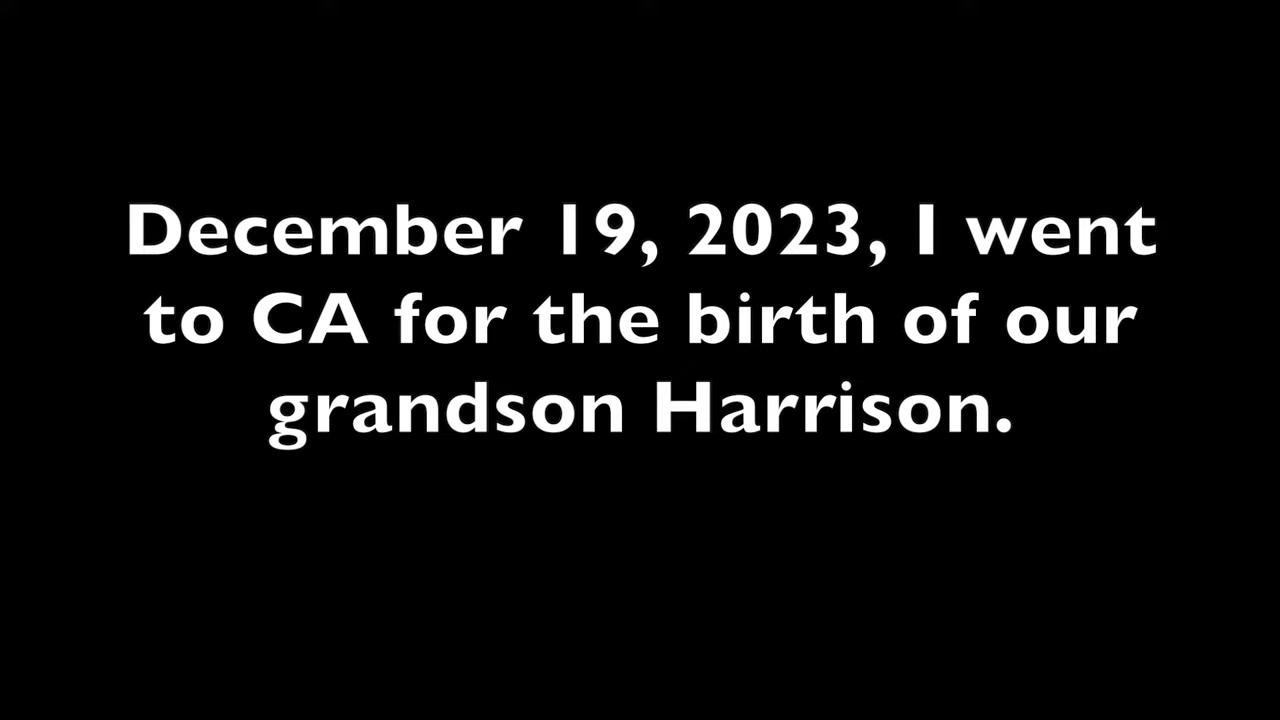 December 19, 2023, I went
to CA for the birth of our
grandson Harrison.